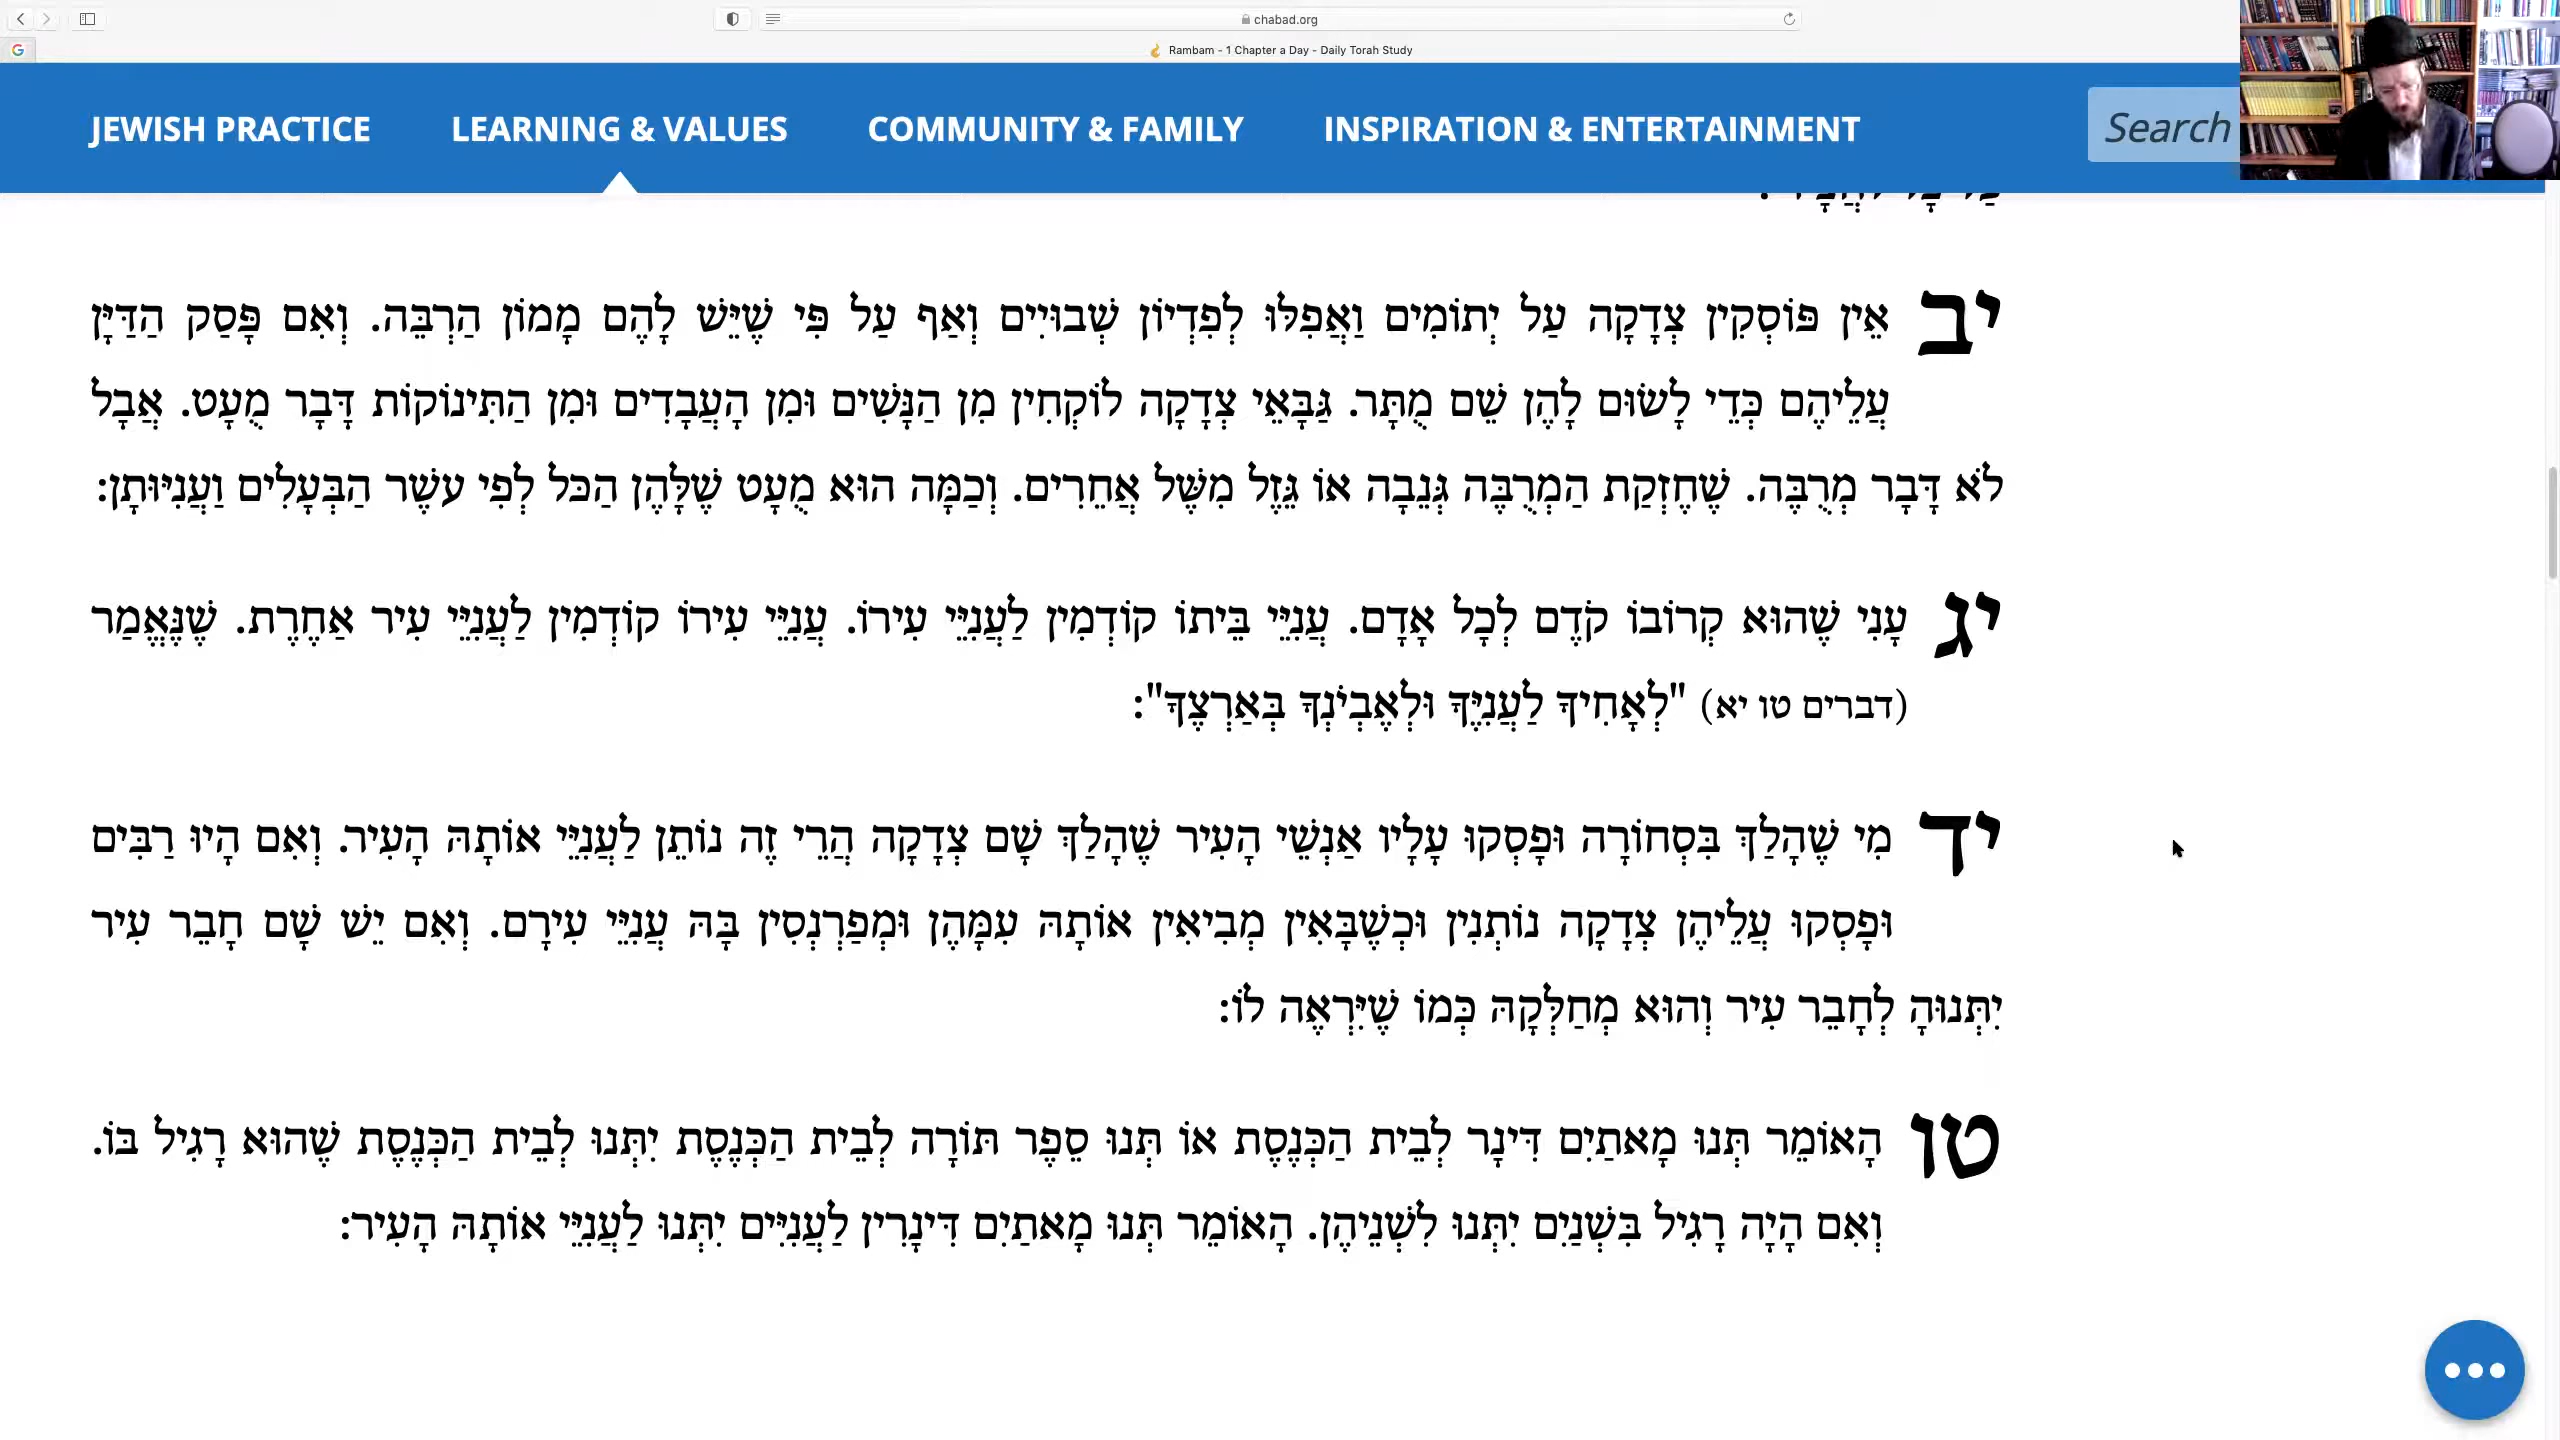 chabad.org
Rambam - 1 Chapter a Day - Daily Torah Study
JEWISH PRACTICE LEARNING & VALUES COMMUNITY & FAMILY INSPIRATION & ENTERTAINMENT Search
יב אֵין פּוֹסְקִין צְדָקָה עַל יְתוֹמִים וַאֲפִלּוּ לְפִדְיוֹן שְׁבוּיִים וְאַף עַל פִּי שֶׁיֵּשׁ לָהֶם מָמוֹן הַרְבֵּה. וְאִם פָּסַק הַדַּיָּן
עֲלֵיהֶם כְּדֵי לָשׂוּם לָהֶן שֵׁם מֻתָּר. גַּבָּאֵי צְדָקָה לוֹקְחִין מִן הַנָּשִׁים וּמִן הָעֲבָדִים וּמִן הַתִּינוֹקוֹת דָּבָר מֻעָט. אֲבָל
לֹא דָּבָר מְרֻבֶּה. שֶׁחֶזְקַת הַמְרֻבֶּה גְּנֵבָה אוֹ גֵּזֶל מִשֶּׁל אֲחֵרִים. וְכַמָּה הוּא מֻעָט שֶׁלָּהֶן הַכּל לְפִי עשֶׁר הַבְּעָלִים וַעֲנִיּוּתָן:
יג עָנִי שֶׁהוּא קְרוֹבוֹ קֹדֶם לְכָל אָדָם. עֲנִיֵּי בֵּיתוֹ קוֹדְמִין לַעֲנִיֵּי עִירוֹ. עֲנִיֵּי עִירוֹ קוֹדְמִין לַעֲנִיֵּי עִיר אַחֶרֶת. שֶׁנֶּאֱמַר
(דברים טו יא) "לְאָחִיךָ לַעֲנִיֶּךָ וּלְאֶבְיֹנְךָ בְּאַרְצֶךָ":
יד מִי שֶׁהָלַךְ בִּסְחוֹרָה וּפָסְקוּ עָלָיו אַנְשֵׁי הָעִיר שֶׁהָלַךְ שָׁם צְדָקָה הֲרֵי זֶה נוֹתֵן לַעֲנִיֵּי אוֹתָהּ הָעִיר. וְאִם הָיוּ רַבִּים
וּפָסְקוּ עֲלֵיהֶן צְדָקָה נוֹתְנִין וּכְשֶׁבָּאִין מְבִיאִין אוֹתָהּ עִמָּהֶן וּמְפַרְנְסִין בָּהּ עֲנִיֵּי עִירָם. וְאִם יֵשׁ שָׁם חָבֵר עִיר
יִתְּנוּהָ לְחָבֵר עִיר וְהוּא מְחַלְּקָהּ כְּמוֹ שֶׁיִּרְאֶה לוֹ:
טו הָאוֹמֵר תְּנוּ מָאתַיִם דִּינָר לְבֵית הַכְּנֶסֶת אוֹ תְּנוּ סֵפֶר תּוֹרָה לְבֵית הַכְּנֶסֶת יִתְּנוּ לְבֵית הַכְּנֶסֶת שֶׁהוּא רָגִיל בּוֹ.
וְאִם הָיָה רָגִיל בִּשְׁנַיִם יִתְּנוּ לִשְׁנֵיהֶן. הָאוֹמֵר תְּנוּ מָאתַיִם דִּינָרִין לַעֲנִיִּים יִתְּנוּ לַעֲנִיֵּי אוֹתָהּ הָעִיר: